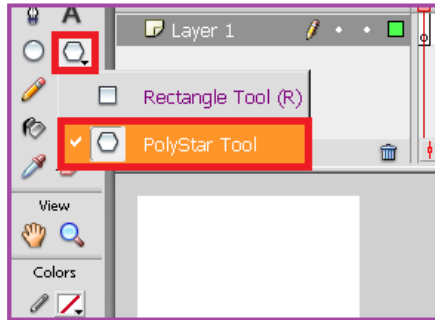 A
Layer 1
Rectangle Tool (R)
PolyStar Tool
View
Colors